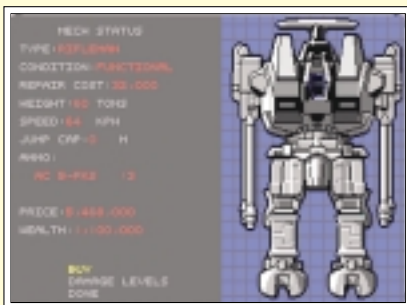 MECH STATUS
TYPE:RIFLEMAN
CONDITION:FUNCTIONAL
REPAIR COST:
WEIGHT:60 TONS
SPEED:64 KPH
JUMP CAP: M
AMMO:
AC
PRICE:
WEALTH:
BUY
DAMAGE LEVELS
DONE